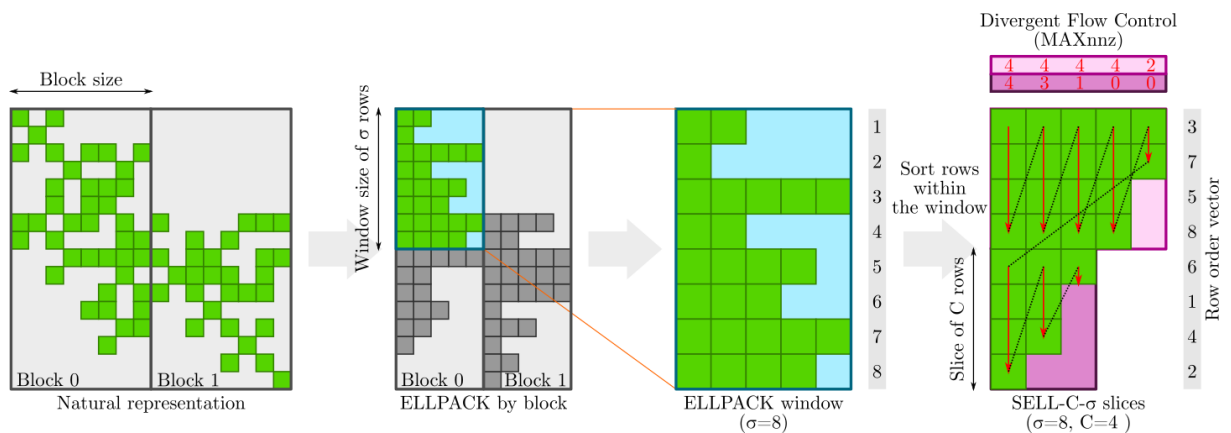 Divergent Flow Control
(MAXnnz)
4 4 4 4 2
4 3 1 0 0
Block size
Window size of σ rows
1
2
3
4
5
6
7
8
Sort rows
within
the window
Slice of C rows
3
7
5
8
6
1
4
2
Row order vector
Block 0
Block 1
Block 0
Block 1
Natural representation
ELLPACK by block
ELLPACK window
(σ=8)
SELL-C-σ slices
(σ=8, C=4 )